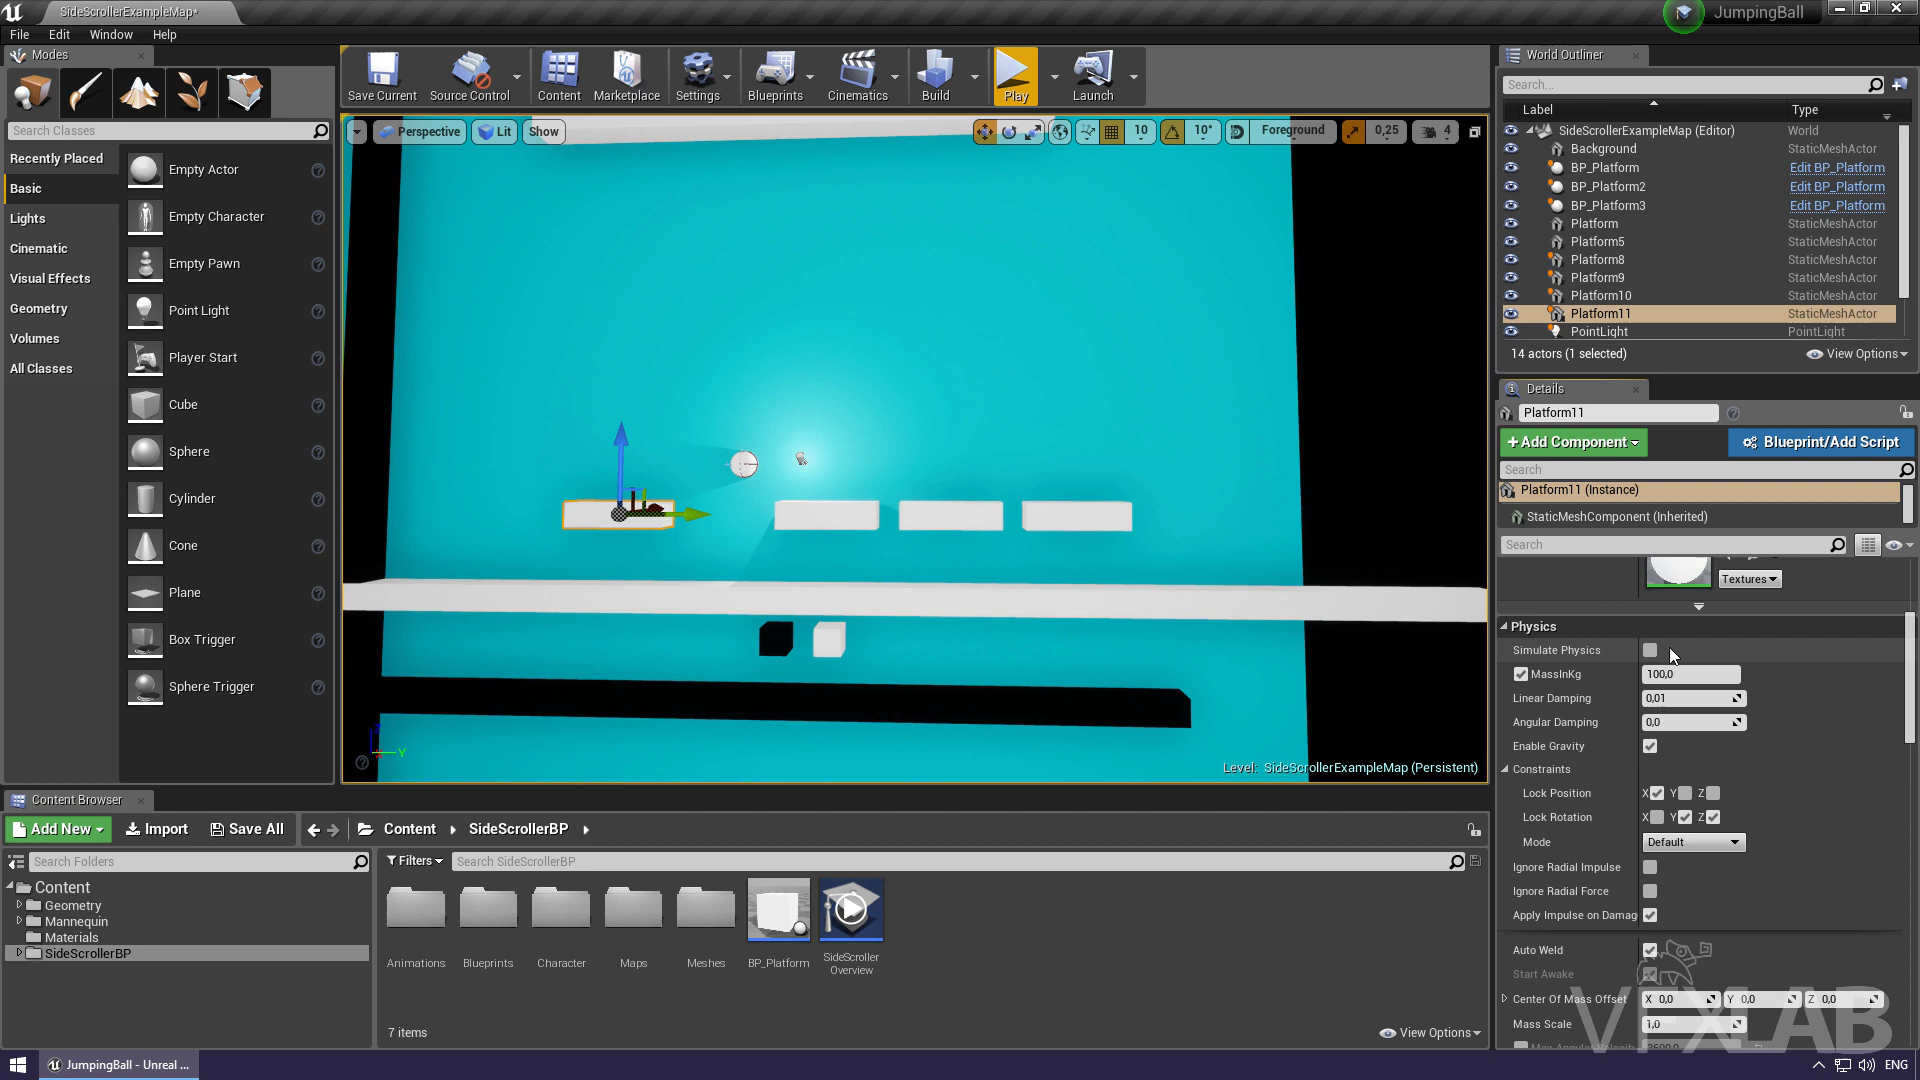 SideScrollerExampleMap*
JumpingBall
File Edit Window Help
Modes
Search Classes
Recently Placed
Basic
Lights
Cinematic
Visual Effects
Geometry
Volumes
All Classes
Empty Actor
Empty Character
Empty Pawn
Point Light
Player Start
Cube
Sphere
Cylinder
Cone
Plane
Box Trigger
Sphere Trigger
Save Current Source Control Content Marketplace Settings Blueprints Cinematics Build Play Launch
Perspective Lit Show 10 10° Foreground 0,25 4
Z
Y
Level: SideScrollerExampleMap (Persistent)
World Outliner
Search...
Label Type
SideScrollerExampleMap (Editor) World
Background StaticMeshActor
BP_Platform Edit BP_Platform
BP_Platform2 Edit BP_Platform
BP_Platform3 Edit BP_Platform
Platform StaticMeshActor
Platform5 StaticMeshActor
Platform8 StaticMeshActor
Platform9 StaticMeshActor
Platform10 StaticMeshActor
Platform11 StaticMeshActor
PointLight PointLight
14 actors (1 selected) View Options
Details
Platform11
+Add Component Blueprint/Add Script
Search
Platform11 (Instance)
StaticMeshComponent (Inherited)
Search
Textures
Physics
Simulate Physics
MassInKg 100,0
Linear Damping 0,01
Angular Damping 0,0
Enable Gravity
Constraints
Lock Position X Y Z
Lock Rotation X Y Z
Mode Default
Ignore Radial Impulse
Ignore Radial Force
Apply Impulse on Damag
Auto Weld
Start Awake
Center Of Mass Offset X 0,0 Y 0,0 Z 0,0
Mass Scale 1,0
VFXLAB
Content Browser
Add New Import Save All Content SideScrollerBP
Search Folders
Filters Search SideScrollerBP
Content
Geometry
Mannequin
Materials
SideScrollerBP
Animations Blueprints Character Maps Meshes BP_Platform SideScroller
Overview
7 items View Options
JumpingBall - Unreal ... ENG